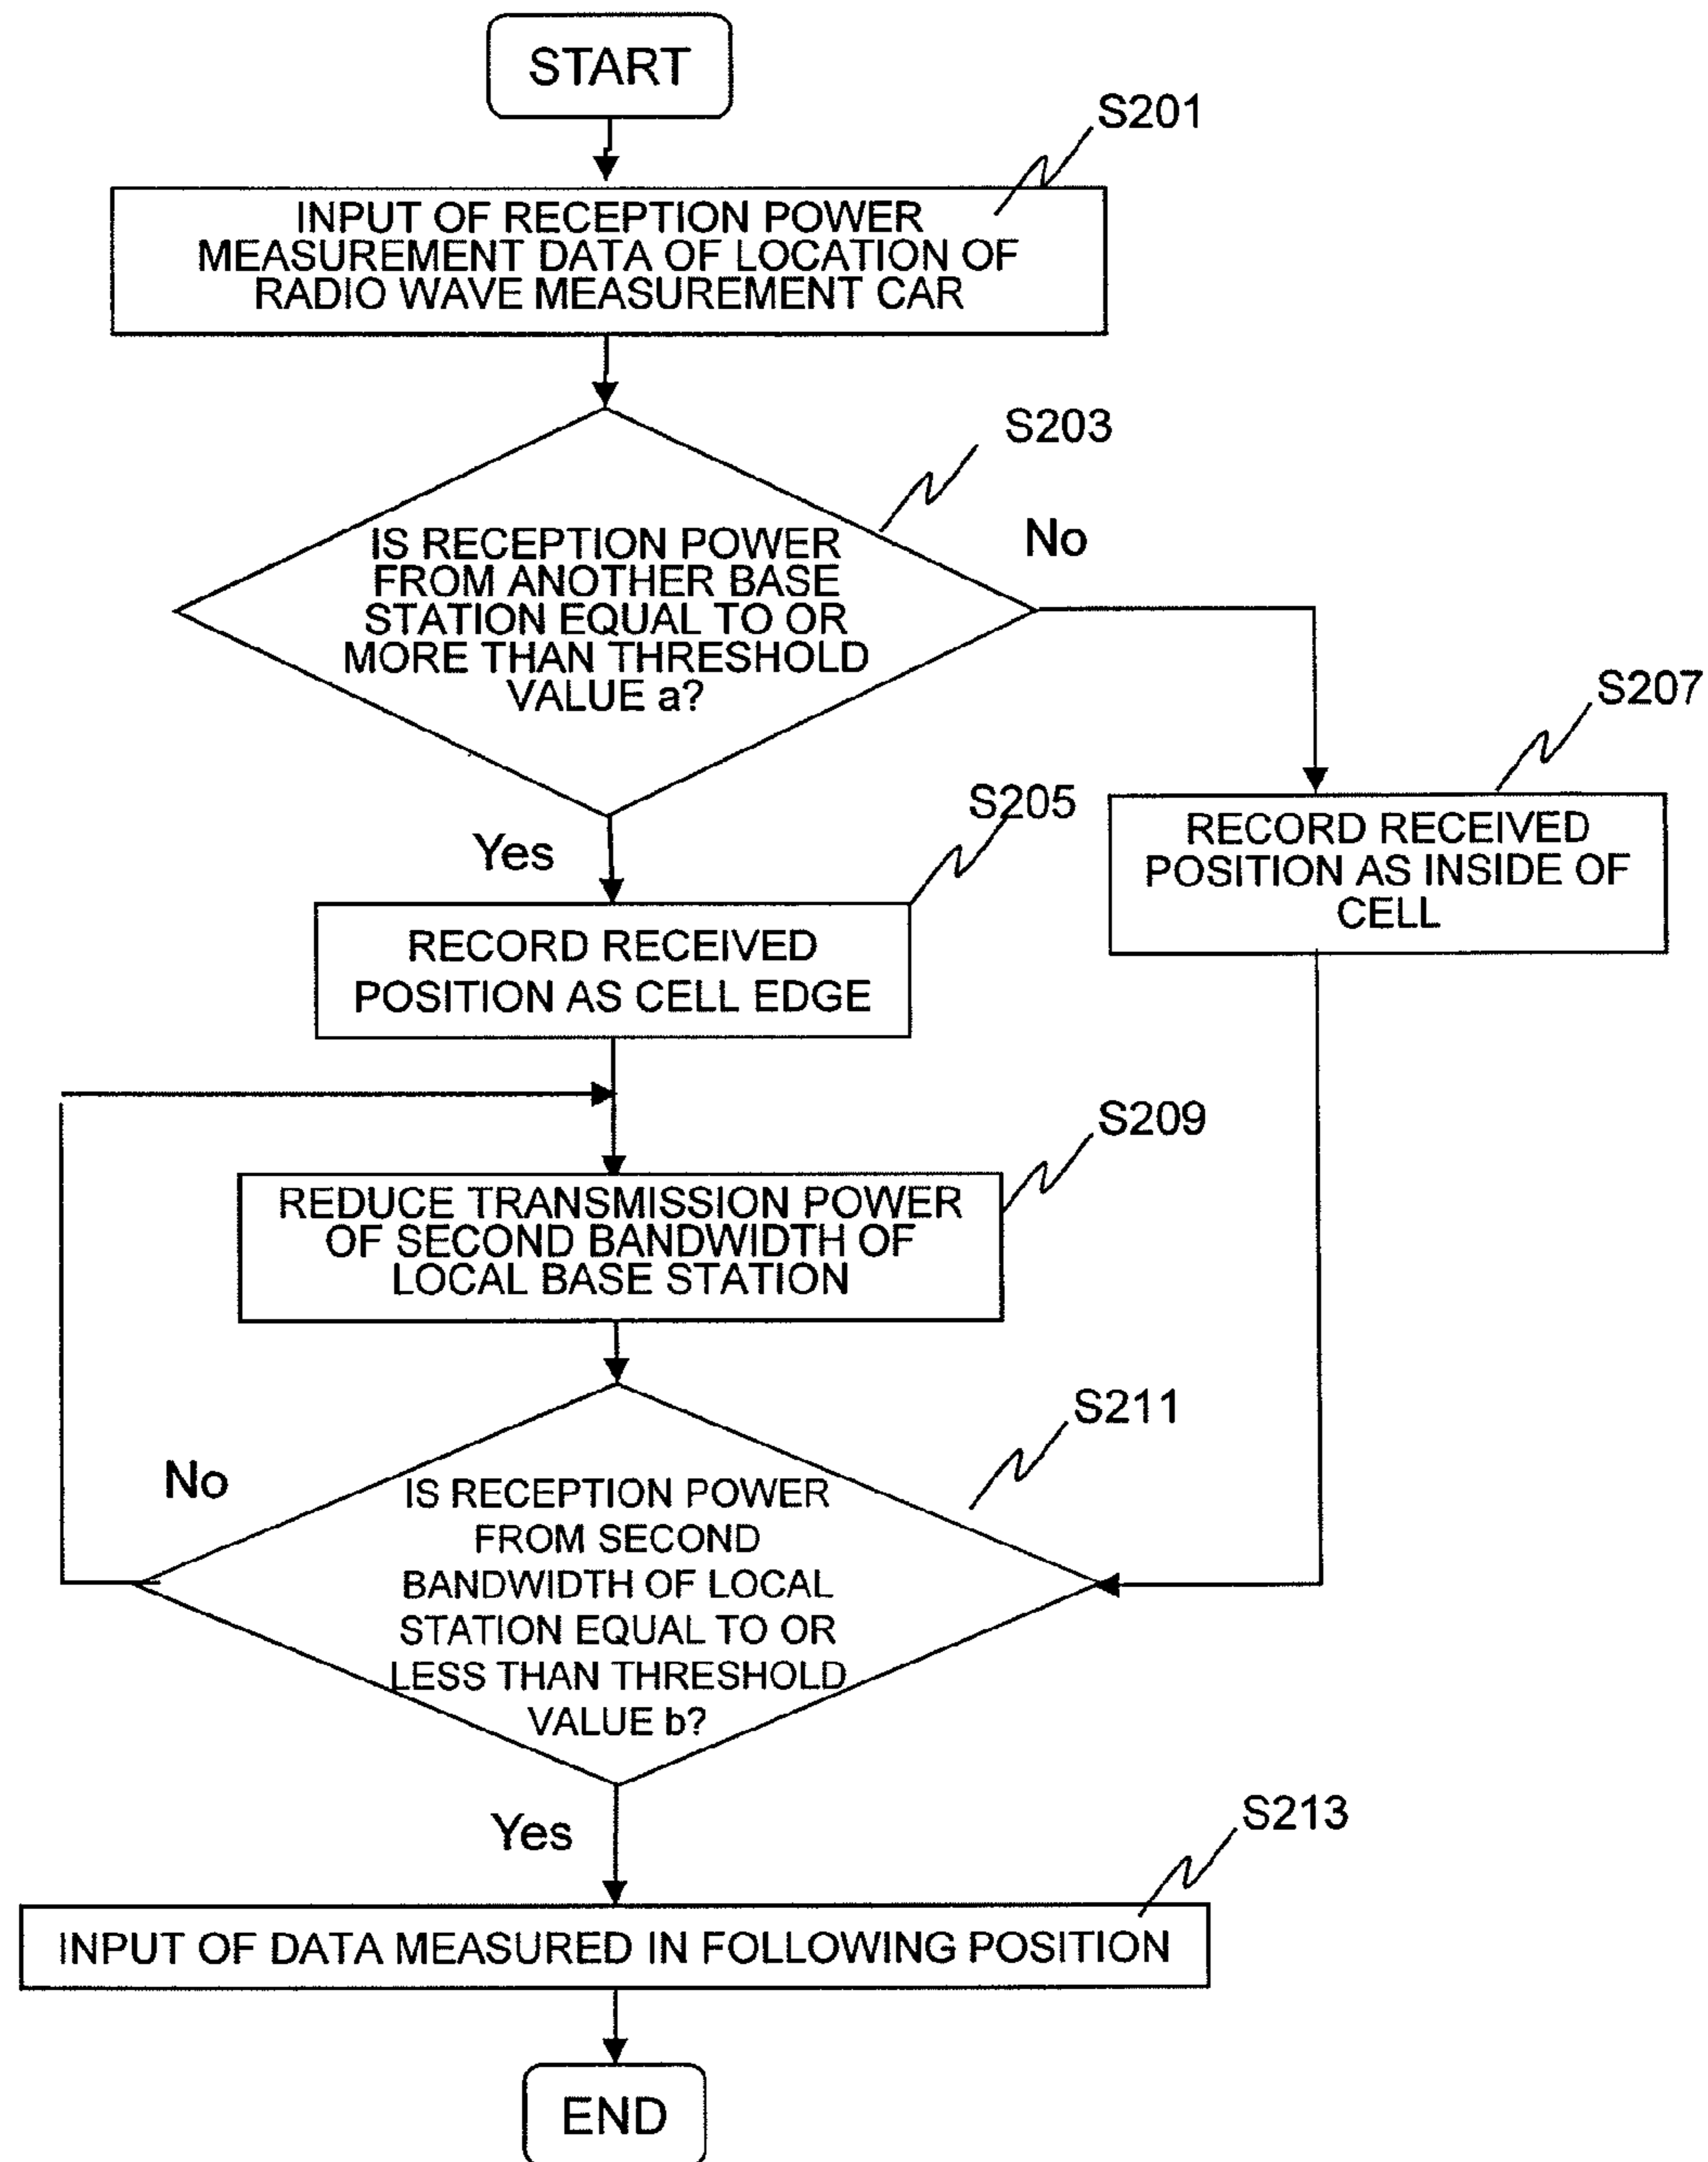 START
S201
INPUT OF RECEPTION POWER
MEASUREMENT DATA OF LOCATION OF
RADIO WAVE MEASUREMENT CAR
S203
IS RECEPTION POWER
FROM ANOTHER BASE
STATION EQUAL TO OR
MORE THAN THRESHOLD
VALUE a?
No
Yes
S207
RECORD RECEIVED
POSITION AS INSIDE OF
CELL
S205
RECORD RECEIVED
POSITION AS CELL EDGE
S209
REDUCE TRANSMISSION POWER
OF SECOND BANDWIDTH OF
LOCAL BASE STATION
S211
No
IS RECEPTION POWER
FROM SECOND
BANDWIDTH OF LOCAL
STATION EQUAL TO OR
LESS THAN THRESHOLD
VALUE b?
Yes
S213
INPUT OF DATA MEASURED IN FOLLOWING POSITION
END